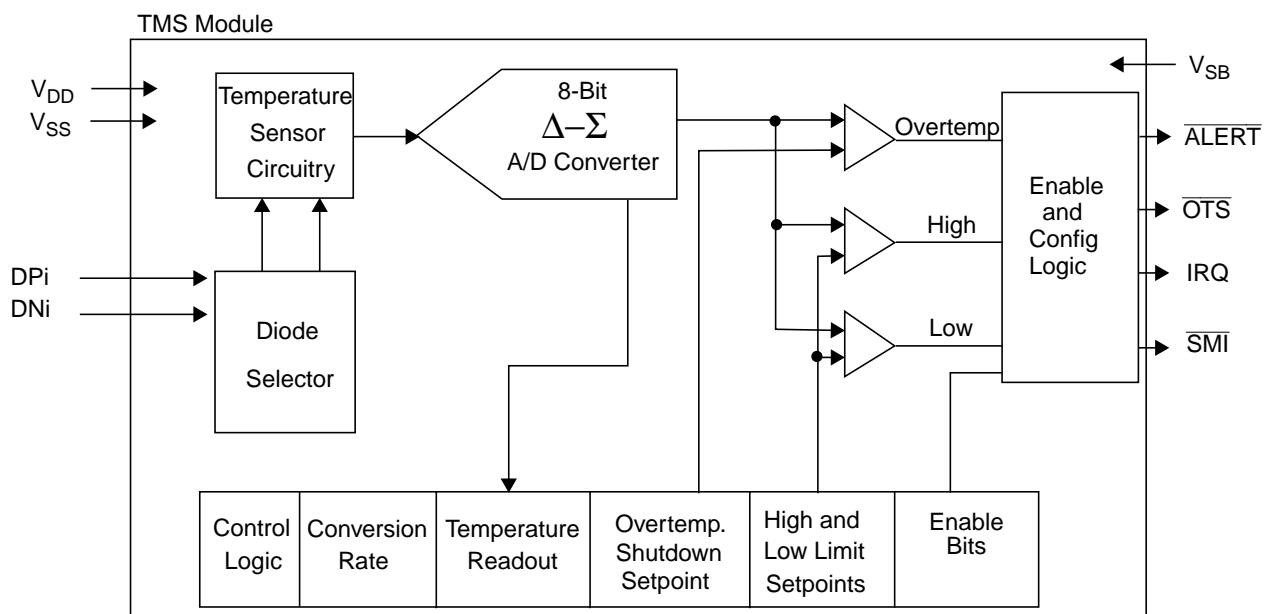 TMS Module
V_DD
V_SS
V_SB
Temperature
Sensor
Circuitry
8-Bit
Δ–Σ
A/D Converter
Overtemp
High
Low
Enable
and
Config
Logic
ALERT
OTS
IRQ
SMI
DPi
DNi
Diode
Selector
Control
Logic
Conversion
Rate
Temperature
Readout
Overtemp.
Shutdown
Setpoint
High and
Low Limit
Setpoints
Enable
Bits